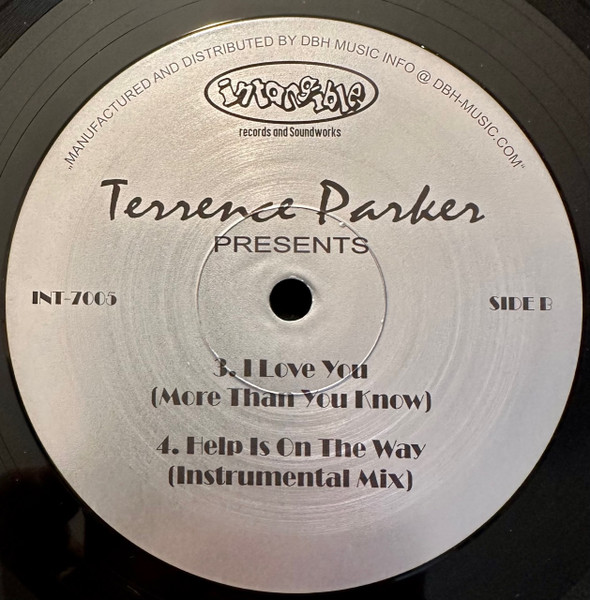 „MANUFACTURED AND DISTRIBUTED BY DBH MUSIC INFO @ DBH-MUSIC.COM“
intangible
records and Soundworks
Terrence Parker
PRESENTS
INT-7005
SIDE B
3. I Love You
(More Than You Know)
4. Help Is On The Way
(Instrumental Mix)